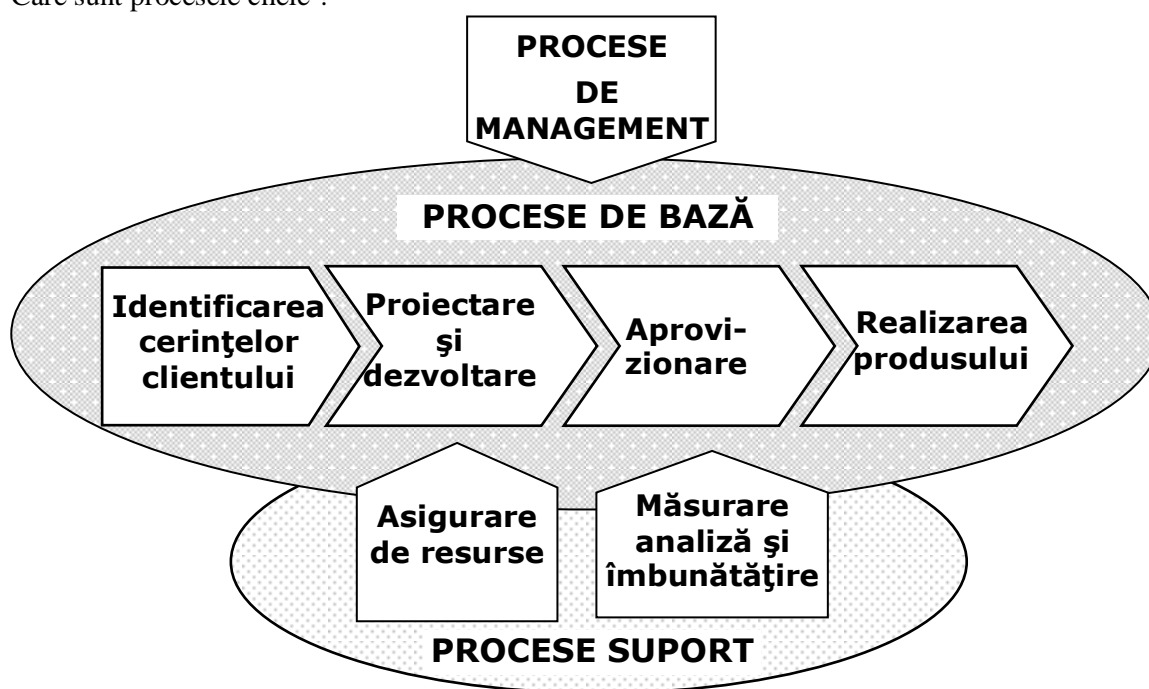 Care sunt procesele cheie ?
PROCESE
DE
MANAGEMENT
PROCESE DE BAZĂ
Identificarea
cerinţelor
clientului
Proiectare
şi
dezvoltare
Aprovi-
zionare
Realizarea
produsului
Asigurare
de resurse
Măsurare
analiză şi
îmbunătăţire
PROCESE SUPORT